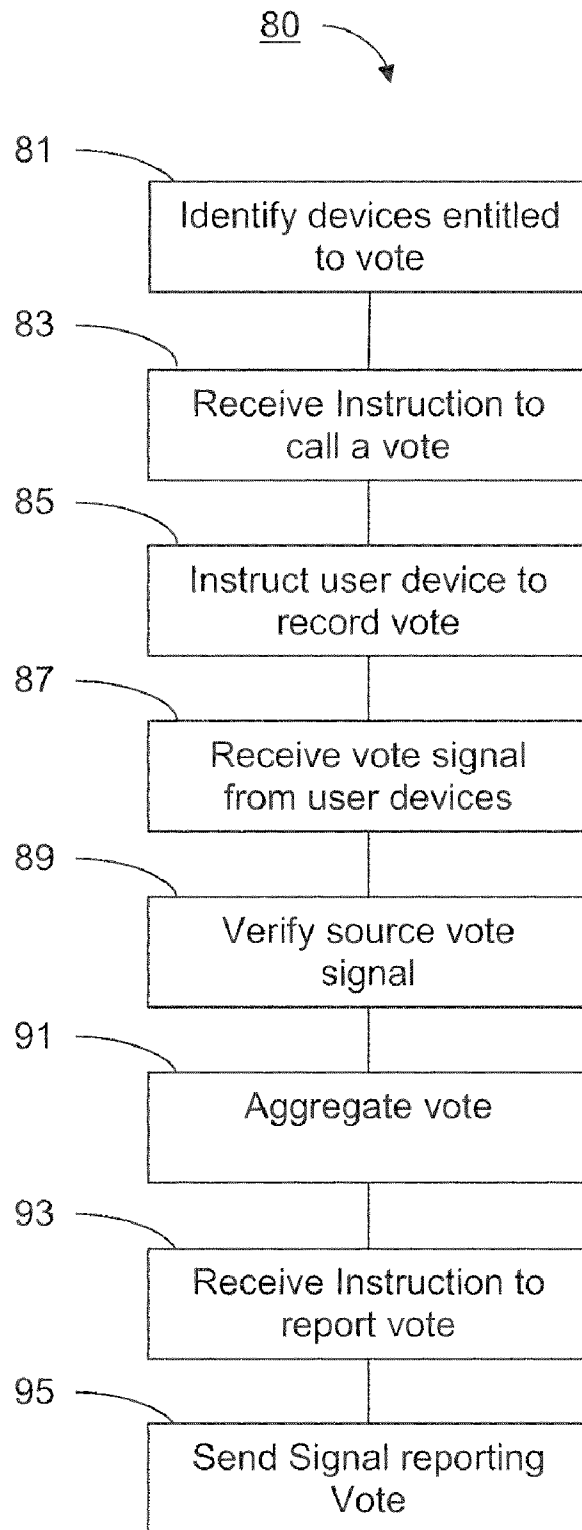 80
81
Identify devices entitled
to vote
83
Receive Instruction to
call a vote
85
Instruct user device to
record vote
87
Receive vote signal
from user devices
89
Verify source vote
signal
91
Aggregate vote
93
Receive Instruction to
report vote
95
Send Signal reporting
Vote